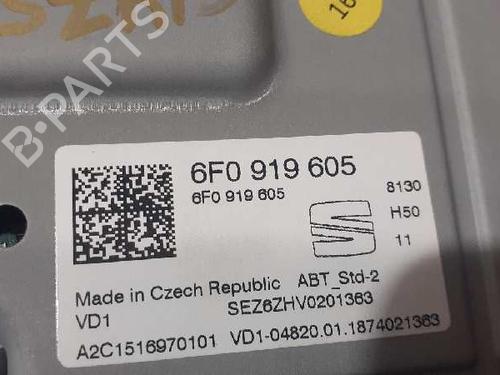 16
B-PARTS
6F0 919 605
6F0 919 605
8130
H50
11
Made in Czech Republic ABT_Std-2
VD1 SEZ6ZHV0201363
A2C1516970101 VD1-04820.01.1874021363